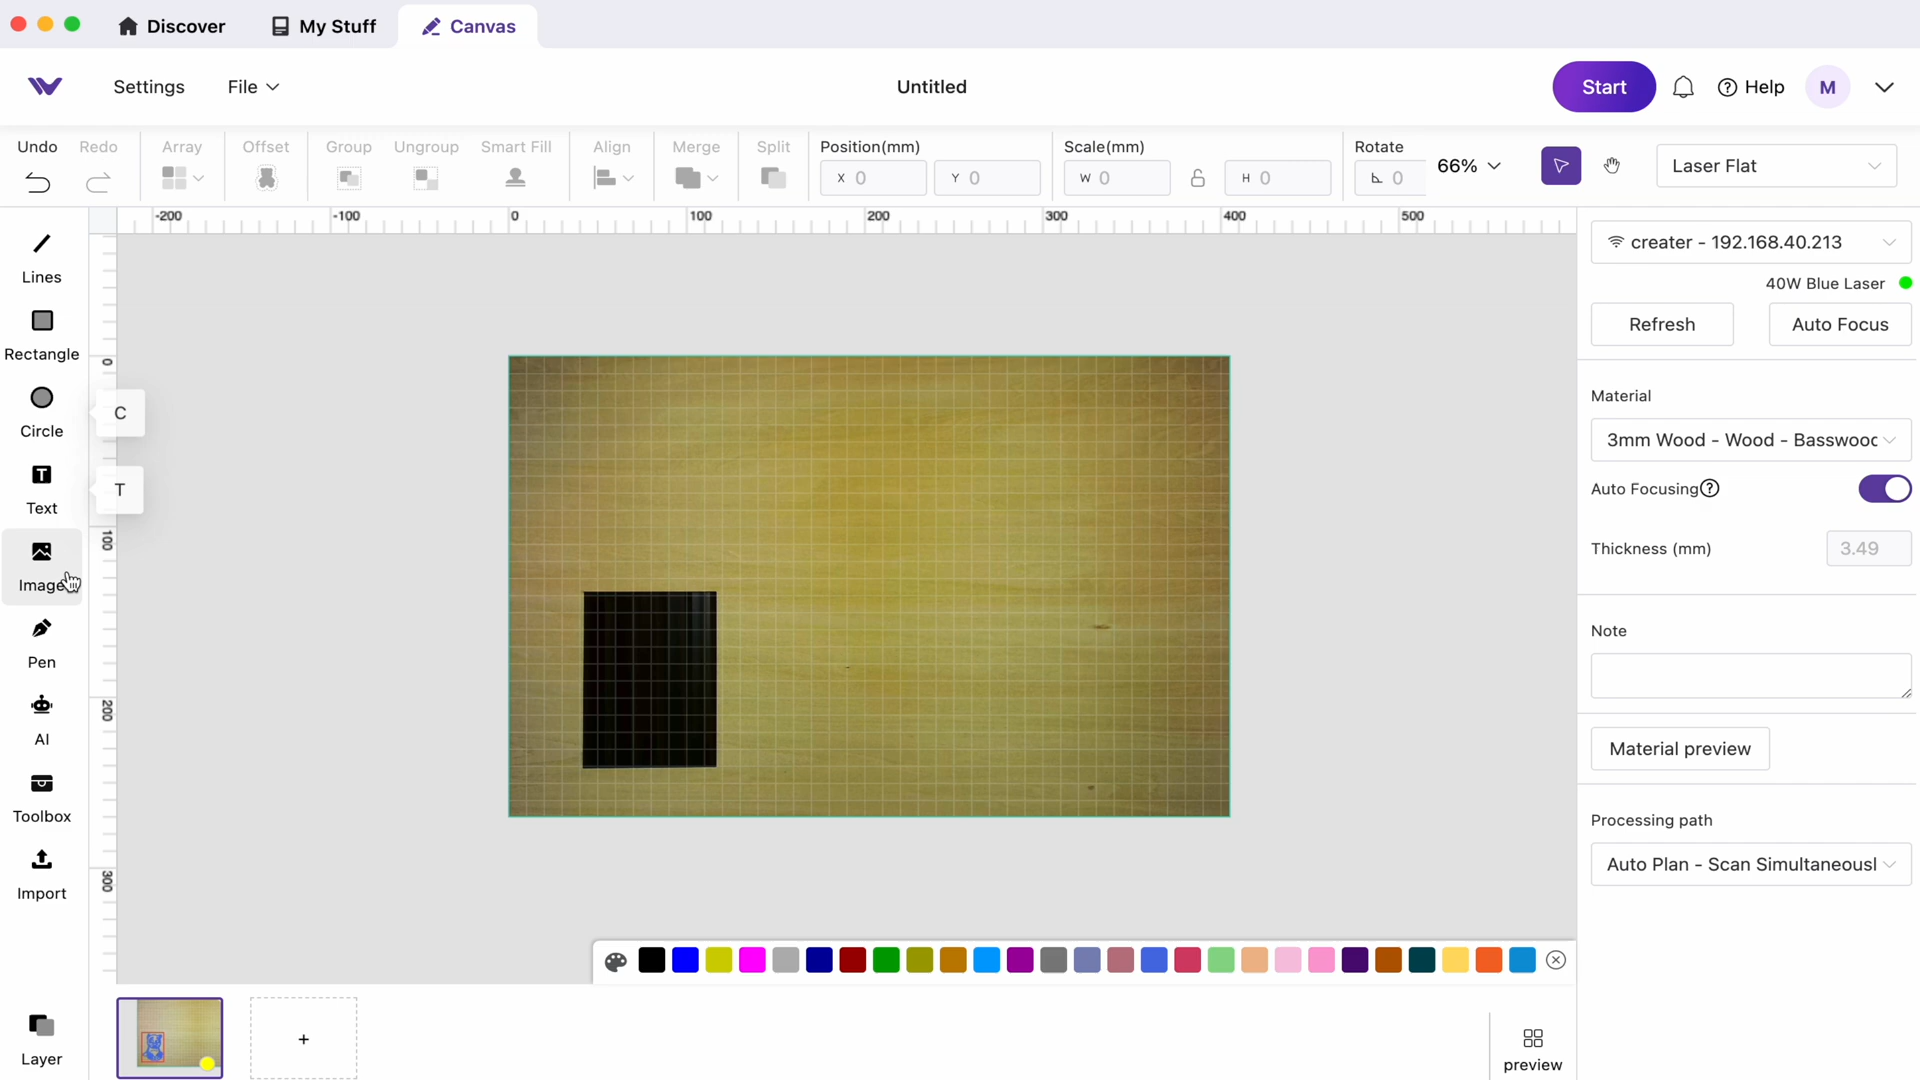 Discover
My Stuff
Canvas
Settings
File
Untitled
Start
Help
M
Undo
Redo
Array
Offset
Group
Ungroup
Smart Fill
Align
Merge
Split
Position(mm)
X 0
Y 0
Scale(mm)
W 0
H 0
Rotate
0
66%
Laser Flat
-200
-100
0
100
200
300
400
500
0
100
200
300
Lines
Rectangle
Circle
C
Text
T
Image
Pen
AI
Toolbox
Import
Layer
creater - 192.168.40.213
40W Blue Laser
Refresh
Auto Focus
Material
3mm Wood - Wood - Basswooc
Auto Focusing
Thickness (mm)
3.49
Note
Material preview
Processing path
Auto Plan - Scan Simultaneousl
+
preview